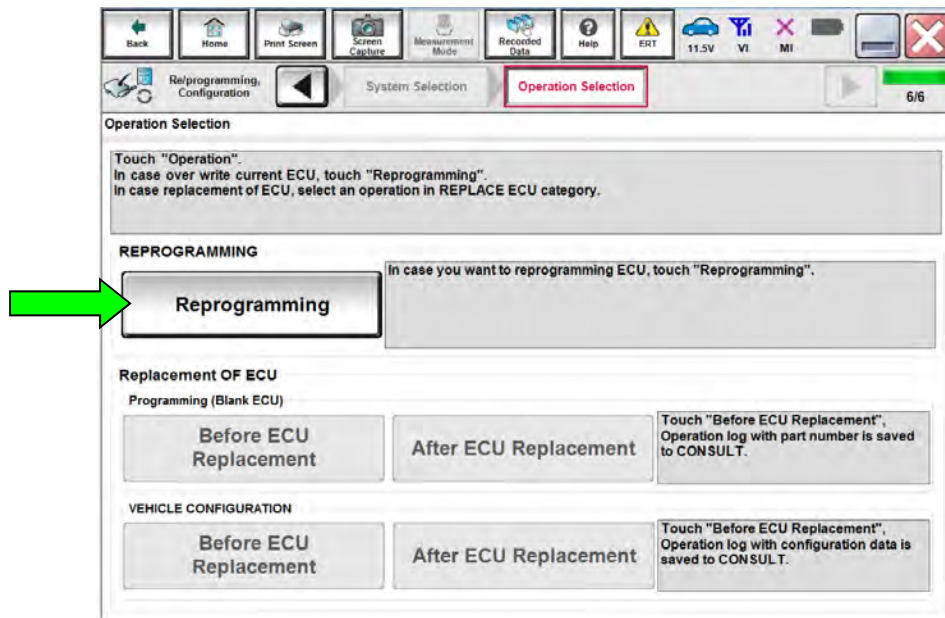 Back
Home
Print Screen
Screen
Capture
Measurement
Mode
Recorded
Data
Help
ERT
11.5V
VI
MI
Re/programming,
Configuration
System Selection
Operation Selection
6/6
Operation Selection
Touch "Operation".
In case over write current ECU, touch "Reprogramming".
In case replacement of ECU, select an operation in REPLACE ECU category.
REPROGRAMMING
Reprogramming
In case you want to reprogramming ECU, touch "Reprogramming".
Replacement OF ECU
Programming (Blank ECU)
Before ECU
Replacement
After ECU Replacement
Touch "Before ECU Replacement",
Operation log with part number is saved
to CONSULT.
VEHICLE CONFIGURATION
Before ECU
Replacement
After ECU Replacement
Touch "Before ECU Replacement",
Operation log with configuration data is
saved to CONSULT.